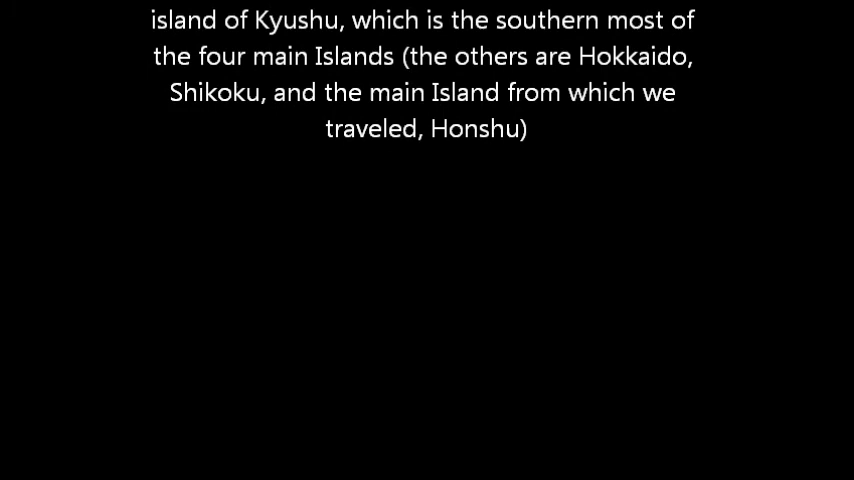 island of Kyushu, which is the southern most of
the four main Islands (the others are Hokkaido,
Shikoku, and the main Island from which we
traveled, Honshu)